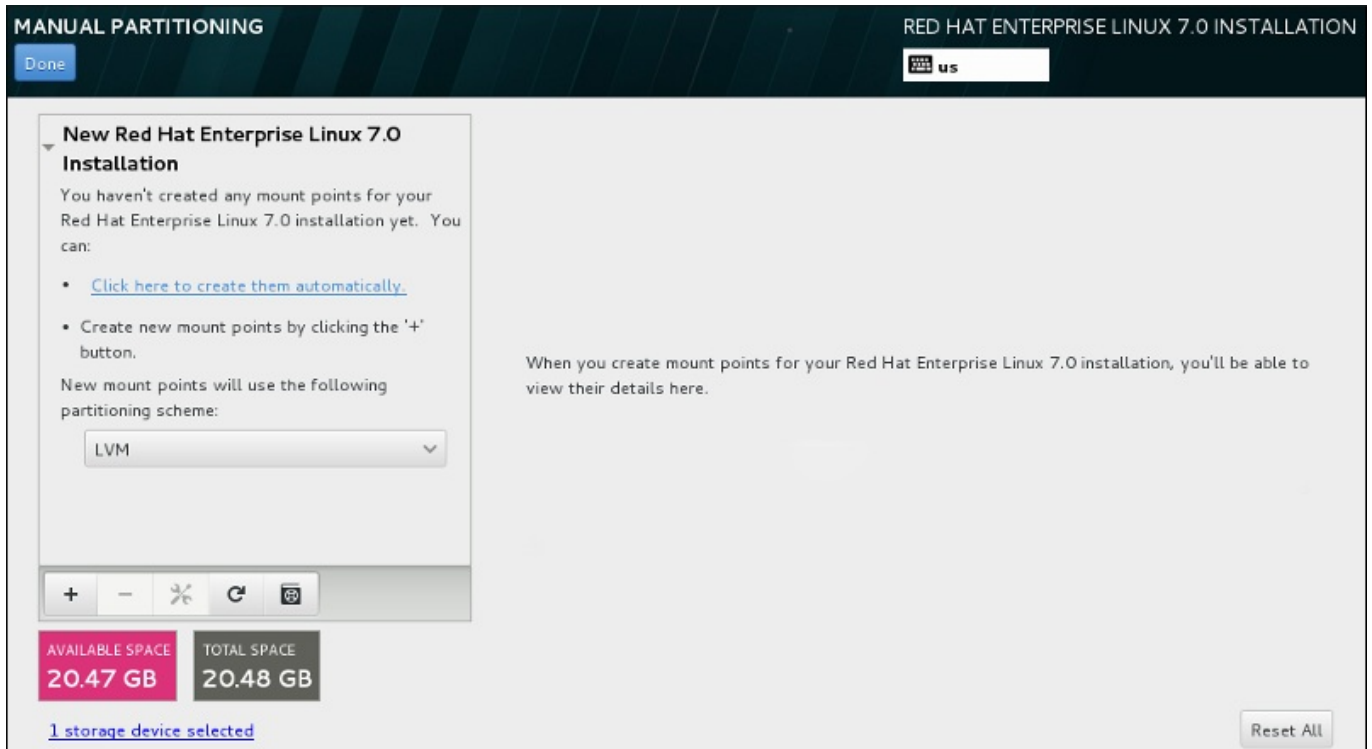 MANUAL PARTITIONING
Done
RED HAT ENTERPRISE LINUX 7.0 INSTALLATION
us
New Red Hat Enterprise Linux 7.0
Installation
You haven't created any mount points for your
Red Hat Enterprise Linux 7.0 installation yet. You
can:
• Click here to create them automatically.
• Create new mount points by clicking the '+'
button.
New mount points will use the following
partitioning scheme:
LVM
When you create mount points for your Red Hat Enterprise Linux 7.0 installation, you'll be able to
view their details here.
+ −
AVAILABLE SPACE
20.47 GB
TOTAL SPACE
20.48 GB
1 storage device selected
Reset All